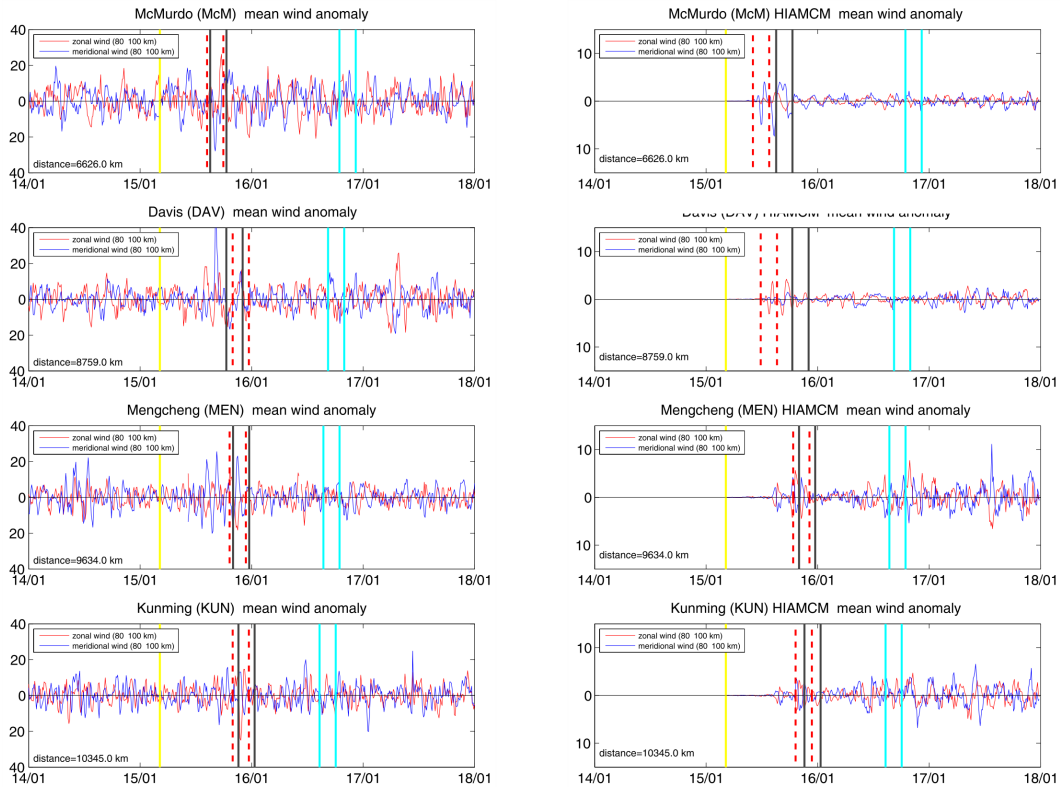 McMurdo (McM)  mean wind anomaly
40
20
0
20
40
zonal wind (80  100 km)
meridional wind (80  100 km)
distance=6626.0 km
14/01 15/01 16/01 17/01 18/01
McMurdo (McM) HIAMCM  mean wind anomaly
10
0
10
zonal wind (80  100 km)
meridional wind (80  100 km)
distance=6626.0 km
14/01 15/01 16/01 17/01 18/01
Davis (DAV)  mean wind anomaly
40
20
0
20
40
zonal wind (80  100 km)
meridional wind (80  100 km)
distance=8759.0 km
14/01 15/01 16/01 17/01 18/01
Davis (DAV) HIAMCM  mean wind anomaly
10
0
10
zonal wind (80  100 km)
meridional wind (80  100 km)
distance=8759.0 km
14/01 15/01 16/01 17/01 18/01
Mengcheng (MEN)  mean wind anomaly
40
20
0
20
40
zonal wind (80  100 km)
meridional wind (80  100 km)
distance=9634.0 km
14/01 15/01 16/01 17/01 18/01
Mengcheng (MEN) HIAMCM  mean wind anomaly
10
0
10
zonal wind (80  100 km)
meridional wind (80  100 km)
distance=9634.0 km
14/01 15/01 16/01 17/01 18/01
Kunming (KUN)  mean wind anomaly
40
20
0
20
40
zonal wind (80  100 km)
meridional wind (80  100 km)
distance=10345.0 km
14/01 15/01 16/01 17/01 18/01
Kunming (KUN) HIAMCM  mean wind anomaly
10
0
10
zonal wind (80  100 km)
meridional wind (80  100 km)
distance=10345.0 km
14/01 15/01 16/01 17/01 18/01